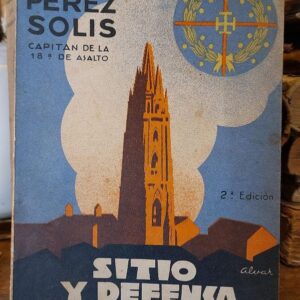 PEREZ
SOLIS
CAPITAN DE LA
18ª DE ASALTO
2ª Edición
alvar
SITIO
Y DEFENSA